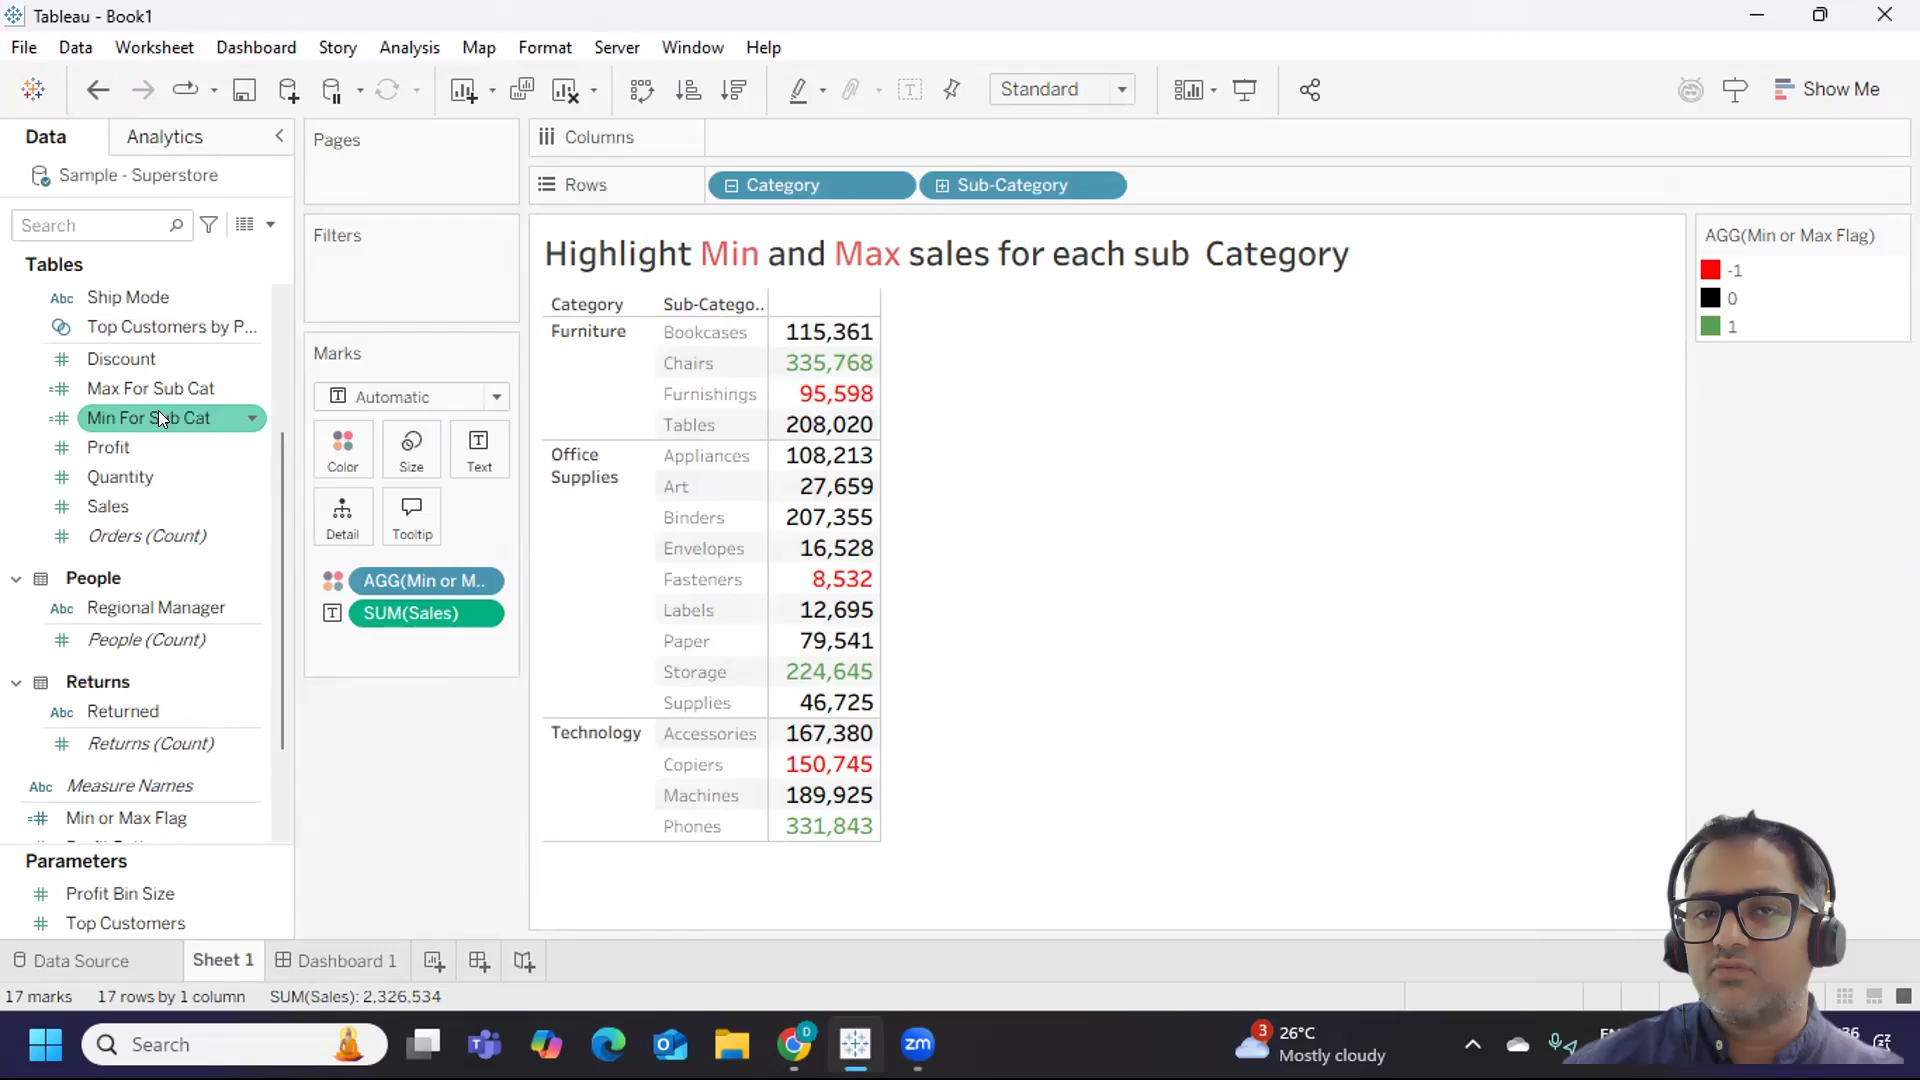 Tableau - Book1
File Data Worksheet Dashboard Story Analysis Map Format Server Window Help
Standard
Show Me
Data Analytics
Sample - Superstore
Search
Tables
Abc Ship Mode
Top Customers by P...
Discount
Max For Sub Cat
Min For Sub Cat
Profit
Quantity
Sales
Orders (Count)
People
Abc Regional Manager
People (Count)
Returns
Abc Returned
Returns (Count)
Abc Measure Names
Min or Max Flag
Parameters
Profit Bin Size
Top Customers
Pages
Filters
Marks
Automatic
Color Size Text
Detail Tooltip
AGG(Min or M..
SUM(Sales)
Columns
Rows Category Sub-Category
Highlight Min and Max sales for each sub Category
Category Sub-Catego..
Furniture Bookcases 115,361
Chairs 335,768
Furnishings 95,598
Tables 208,020
Office Supplies Appliances 108,213
Art 27,659
Binders 207,355
Envelopes 16,528
Fasteners 8,532
Labels 12,695
Paper 79,541
Storage 224,645
Supplies 46,725
Technology Accessories 167,380
Copiers 150,745
Machines 189,925
Phones 331,843
AGG(Min or Max Flag)
-1
0
1
Data Source Sheet 1 Dashboard 1
17 marks 17 rows by 1 column SUM(Sales): 2,326,534
Search
zm
3
26°C
Mostly cloudy